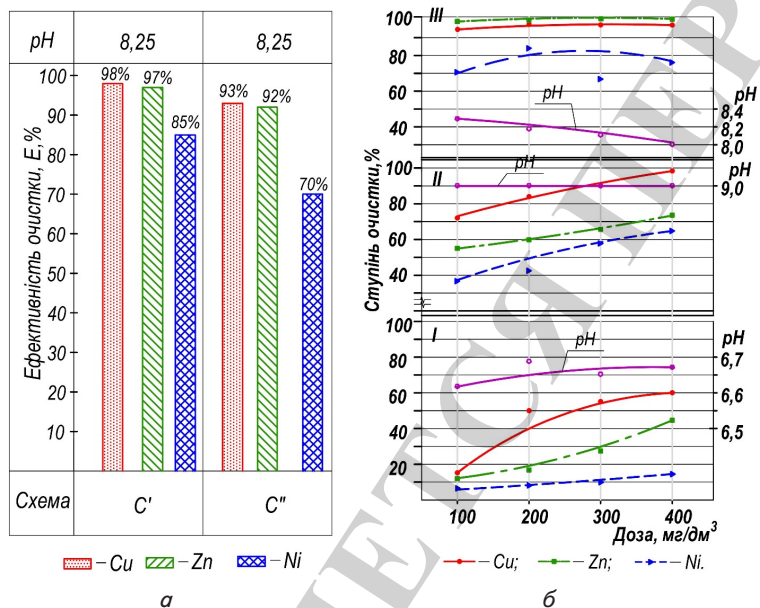 pH
8,25
8,25
Ефективність очистки, Е,%
100
90
80
70
60
50
40
30
20
10
98%
97%
85%
93%
92%
70%
Схема
С'
С"
– Cu
– Zn
– Ni
а
Ступінь очистки,%
III
100
80
60
40
pH
pH
8,4
8,2
8,0
II
100
80
60
40
pH
pH
9,0
I
100
80
60
40
20
pH
pH
6,7
6,6
6,5
100
200
300
400
Доза, мг/дм³
– Cu;
– Zn;
– Ni.
б
ЕТСЯ ПЕР